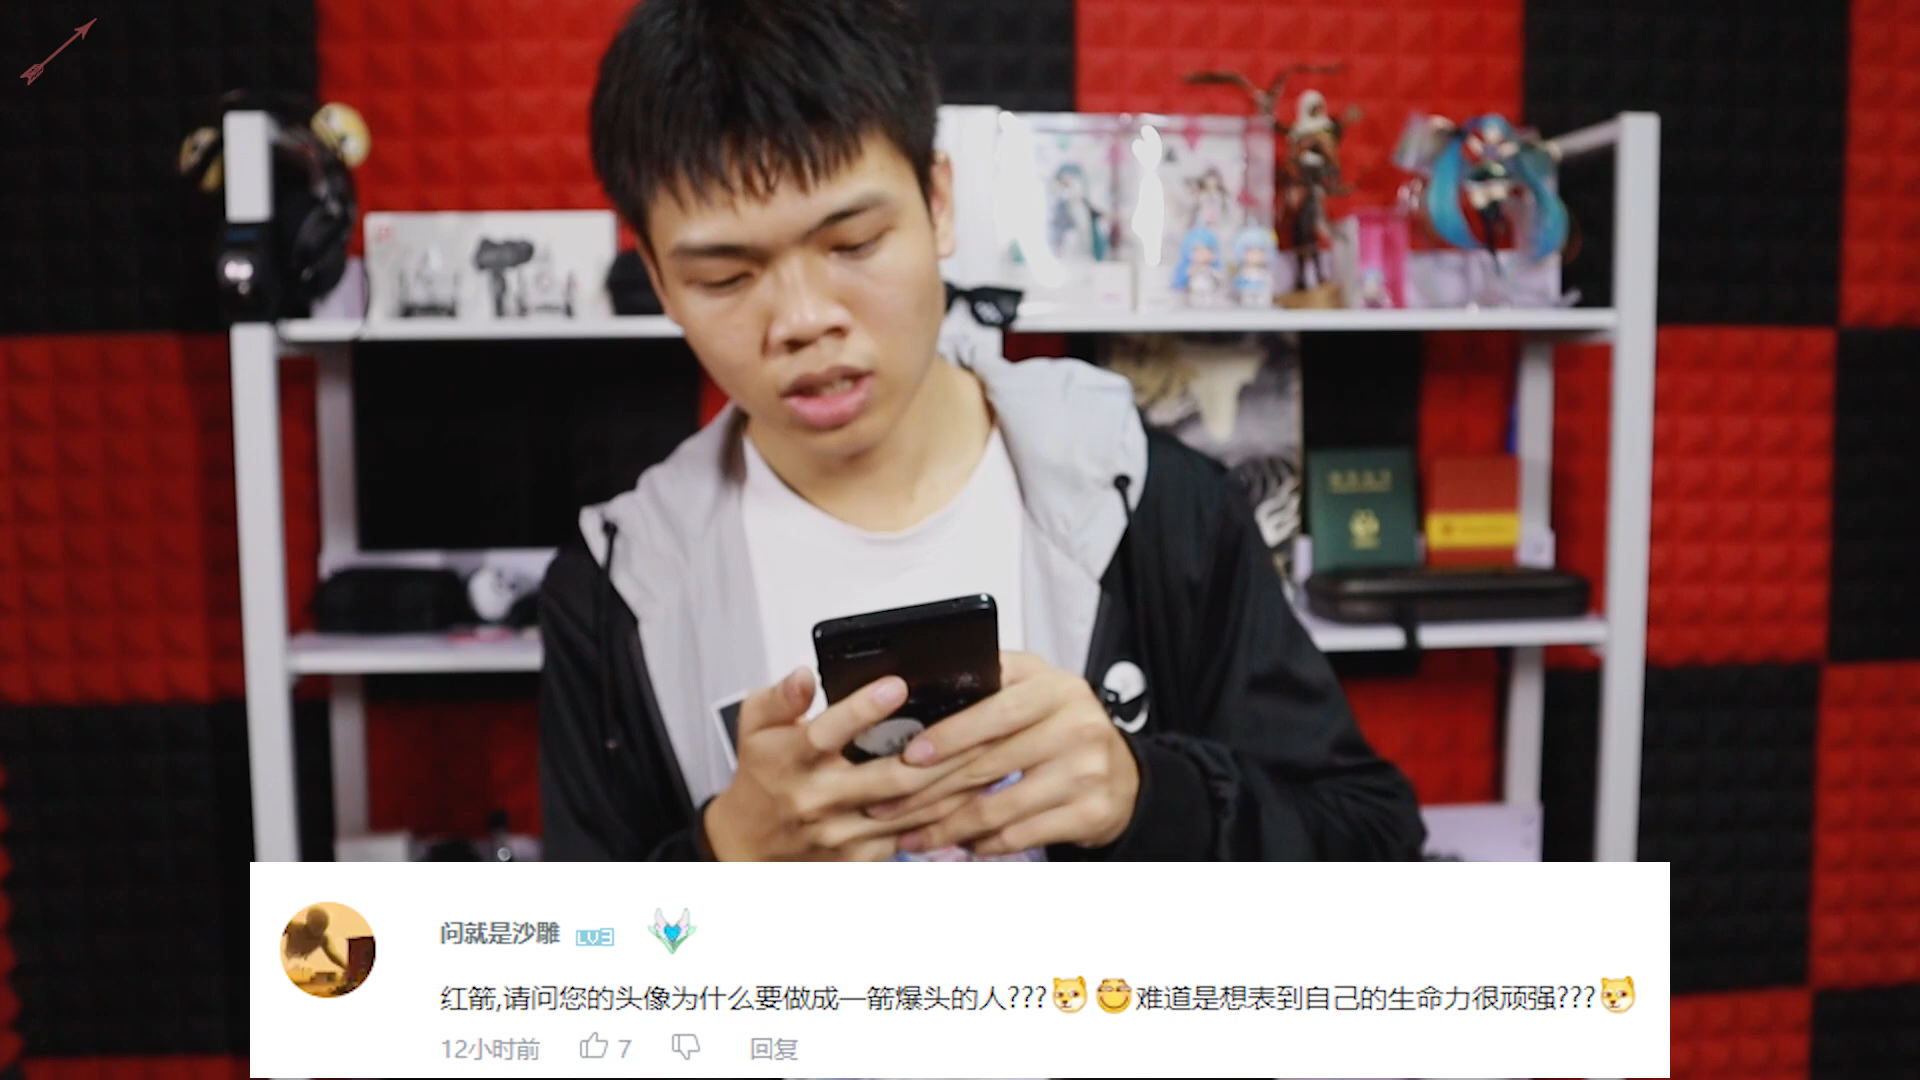 问就是沙雕 LV3
红箭,请问您的头像为什么要做成一箭爆头的人???难道是想表到自己的生命力很顽强???
12小时前 7 回复